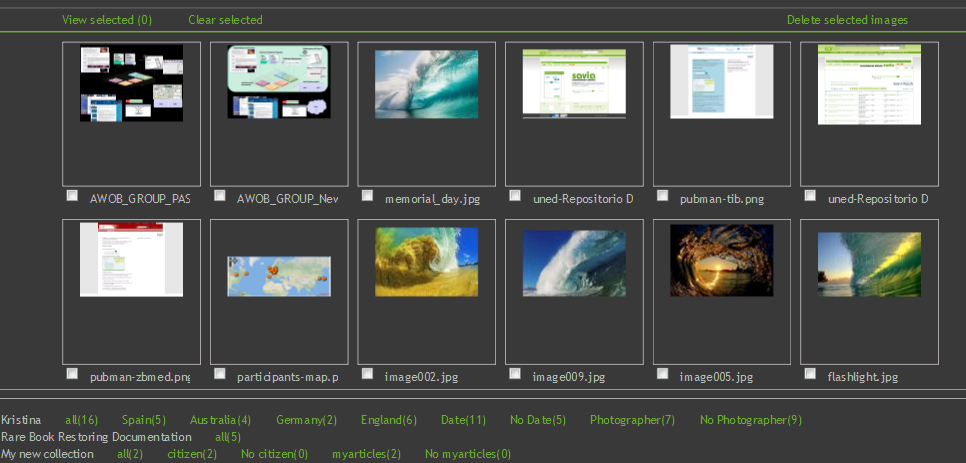 View selected (0) Clear selected Delete selected images
savia
AWOB_GROUP_PAS AWOB_GROUP_Nev memorial_day.jpg uned-Repositorio D pubman-tib.png uned-Repositorio D
pubman-zbmed.png participants-map.p image002.jpg image009.jpg image005.jpg flashlight.jpg
Kristina all(16) Spain(5) Australia(4) Germany(2) England(6) Date(11) No Date(5) Photographer(7) No Photographer(9)
Rare Book Restoring Documentation all(5)
My new collection all(2) citizen(2) No citizen(0) myarticles(2) No myarticles(0)